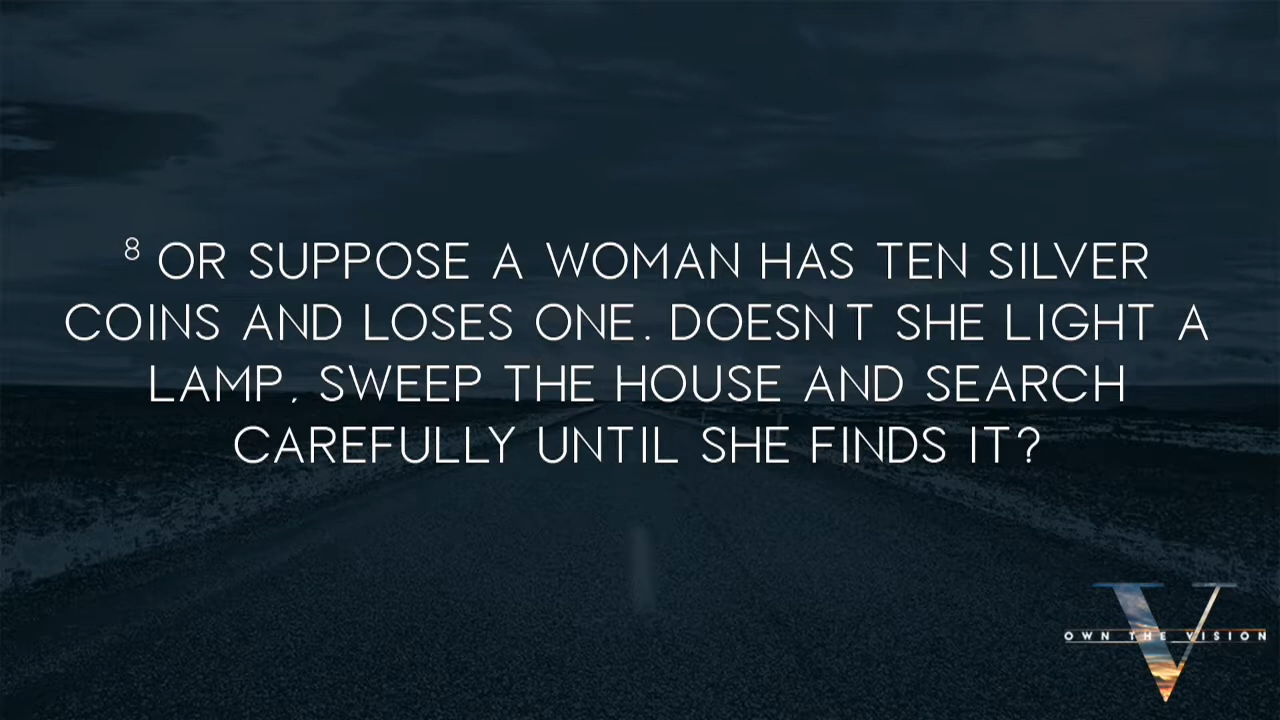 8 OR SUPPOSE A WOMAN HAS TEN SILVER
COINS AND LOSES ONE. DOESN T SHE LIGHT A
LAMP, SWEEP THE HOUSE AND SEARCH
CAREFULLY UNTIL SHE FINDS IT?
V
OWN THE VISION